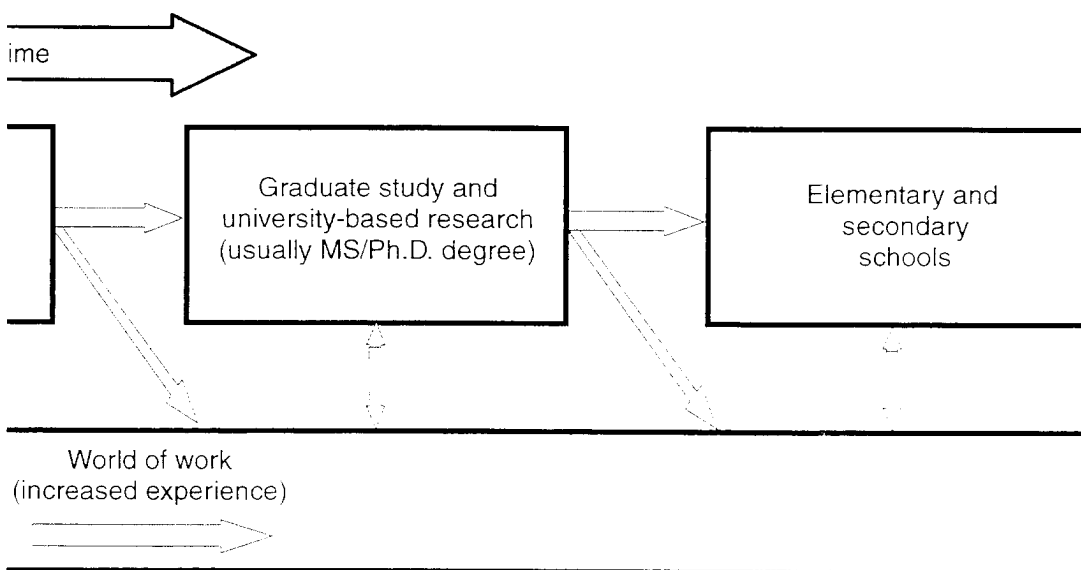 ime
Graduate study and
university-based research
(usually MS/Ph.D. degree)
Elementary and
secondary
schools
World of work
(increased experience)